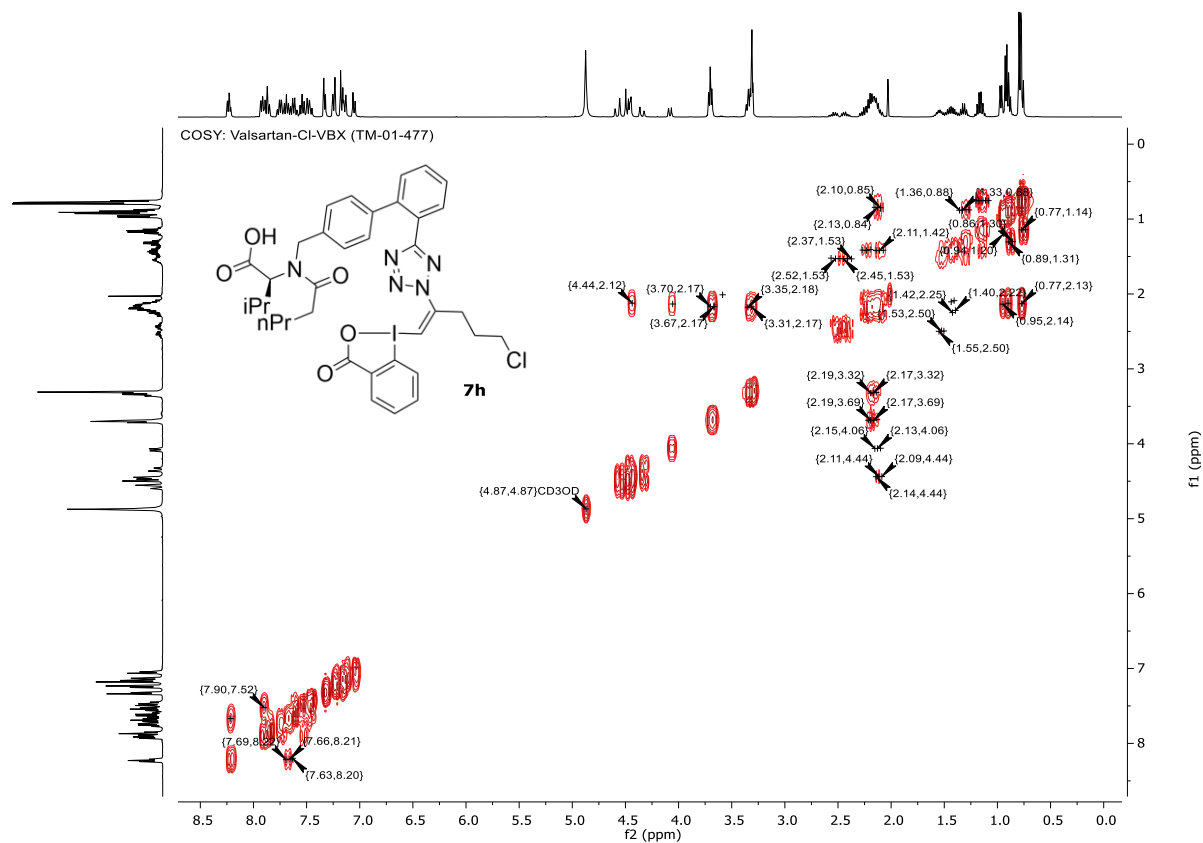 COSY: Valsartan-Cl-VBX (TM-01-477)
OH
O
N
O
iPr
nPr
N
N
N
N
I
O
O
Cl
7h
{2.10,0.85}
{1.36,0.88}
{1.33,0.88}
{2.13,0.84}
{0.86,1.30}
{0.77,1.14}
{2.37,1.53}
{2.11,1.42}
{0.94,1.20}
{0.89,1.31}
{2.52,1.53}
{2.45,1.53}
{4.44,2.12}
{3.70,2.17}
{3.35,2.18}
{1.42,2.25}
{1.40,2.22}
{0.77,2.13}
{3.67,2.17}
{3.31,2.17}
{1.53,2.50}
{0.95,2.14}
{1.55,2.50}
{2.19,3.32}
{2.17,3.32}
{2.19,3.69}
{2.17,3.69}
{2.15,4.06}
{2.13,4.06}
{2.11,4.44}
{2.09,4.44}
{2.14,4.44}
{4.87,4.87}CD3OD
{7.90,7.52}
{7.69,8.22}
{7.66,8.21}
{7.63,8.20}
0
1
2
3
4
5
6
7
8
f1 (ppm)
8.5 8.0 7.5 7.0 6.5 6.0 5.5 5.0 4.5 4.0 3.5 3.0 2.5 2.0 1.5 1.0 0.5 0.0
f2 (ppm)